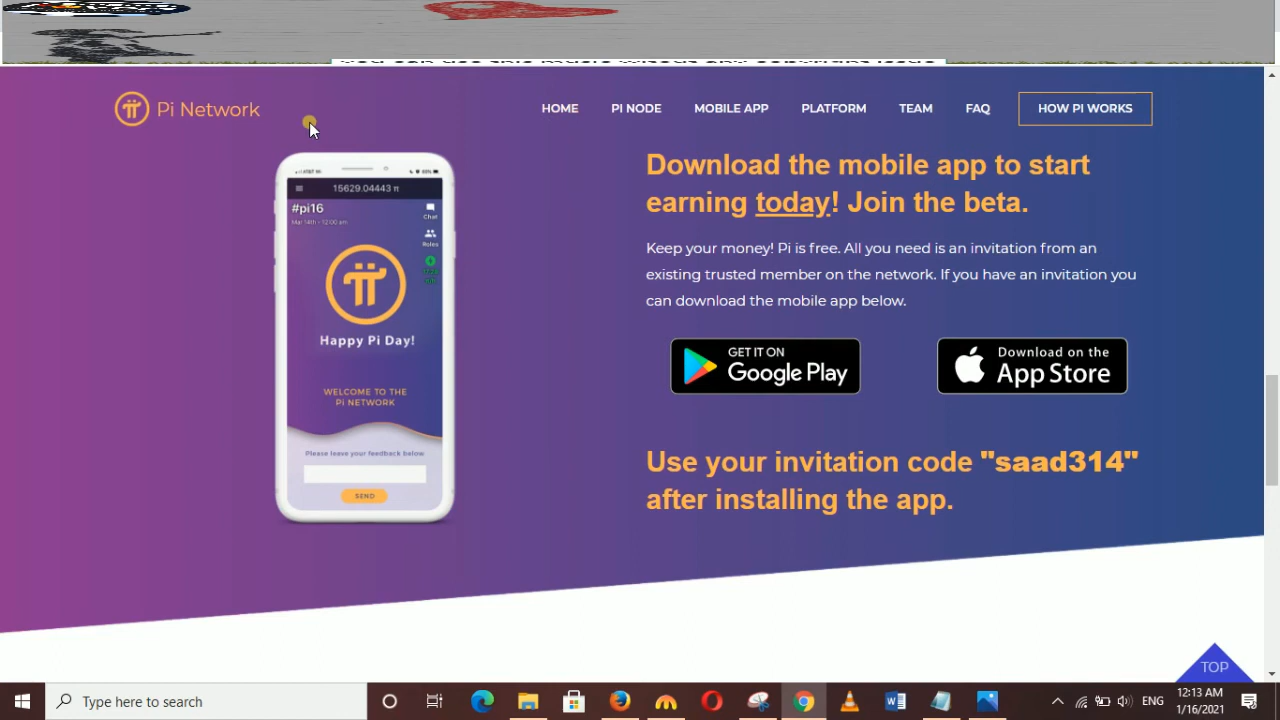 Pi Network
HOME PI NODE MOBILE APP PLATFORM TEAM FAQ HOW PI WORKS
15629.04443 π
#pi16
Mar 14th - 12:00 am
Chat
Roles
Happy Pi Day!
WELCOME TO THE
Pi NETWORK
Please leave your feedback below
SEND
Download the mobile app to start
earning today! Join the beta.
Keep your money! Pi is free. All you need is an invitation from an
existing trusted member on the network. If you have an invitation you
can download the mobile app below.
GET IT ON
Google Play
Download on the
App Store
Use your invitation code "saad314"
after installing the app.
TOP
Type here to search
ENG
12:13 AM
1/16/2021